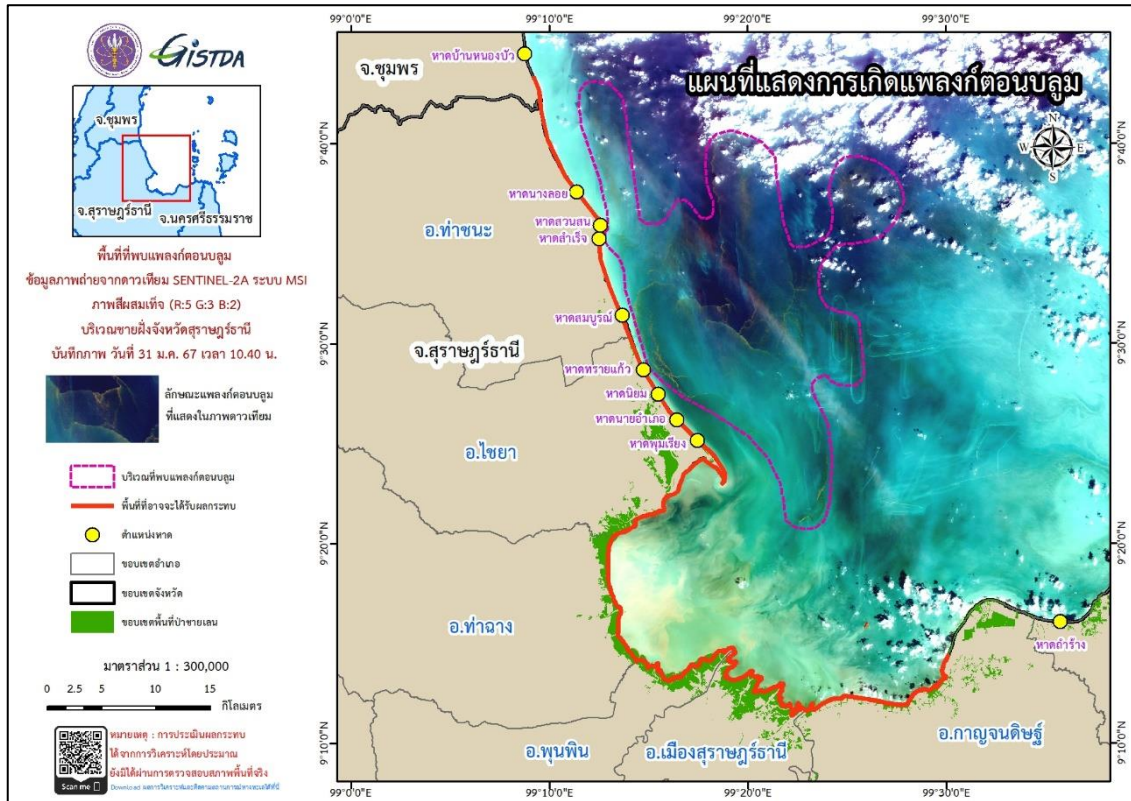 GISTDA
จ.ชุมพร
จ.สุราษฎร์ธานี
จ.นครศรีธรรมราช
พื้นที่ที่พบแพลงก์ตอนบลูม
ข้อมูลภาพถ่ายจากดาวเทียม SENTINEL-2A ระบบ MSI
ภาพสีผสมเท็จ (R:5 G:3 B:2)
บริเวณชายฝั่งจังหวัดสุราษฎร์ธานี
บันทึกภาพ วันที่ 31 ม.ค. 67 เวลา 10.40 น.
ลักษณะแพลงก์ตอนบลูม
ที่แสดงในภาพดาวเทียม
บริเวณที่พบแพลงก์ตอนบลูม
พื้นที่ที่อาจจะได้รับผลกระทบ
ตำแหน่งหาด
ขอบเขตอำเภอ
ขอบเขตจังหวัด
ขอบเขตพื้นที่ป่าชายเลน
มาตราส่วน 1 : 300,000
0 2.5 5 10 15
กิโลเมตร
Scan me
หมายเหตุ : การประเมินผลกระทบ
ได้จากการวิเคราะห์โดยประมาณ
ยังมิได้ผ่านการตรวจสอบสภาพพื้นที่จริง
99°0'0"E 99°10'0"E 99°20'0"E 99°30'0"E
แผนที่แสดงการเกิดแพลงก์ตอนบลูม
N
W E
S
หาดบ้านหนองบัว
จ.ชุมพร
9°40'0"N 9°40'0"N
หาดนางลอย
หาดสวนสน
หาดสำเร็จ
อ.ท่าชนะ
หาดสมบูรณ์
9°30'0"N 9°30'0"N
จ.สุราษฎร์ธานี
หาดทรายแก้ว
หาดนิยม
หาดนายอำเภอ
หาดพุมเรียง
อ.ไชยา
9°20'0"N 9°20'0"N
อ.ท่าฉาง
หาดถ้ำร้าง
9°10'0"N 9°10'0"N
อ.พุนพิน
อ.เมืองสุราษฎร์ธานี
อ.กาญจนดิษฐ์
99°0'0"E 99°10'0"E 99°20'0"E 99°30'0"E